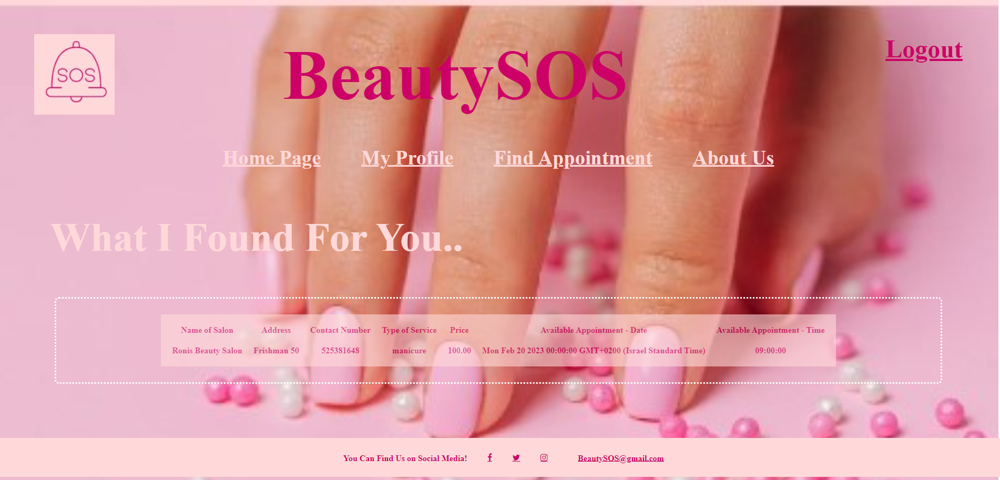 SOS
BeautySOS
Logout
Home Page My Profile Find Appointment About Us
What I Found For You..
Name of Salon Address Contact Number Type of Service Price Available Appointment - Date Available Appointment - Time
Ronis Beauty Salon Frishman 50 525381648 manicure 100.00 Mon Feb 20 2023 00:00:00 GMT+0200 (Israel Standard Time) 09:00:00
You Can Find Us on Social Media! BeautySOS@gmail.com